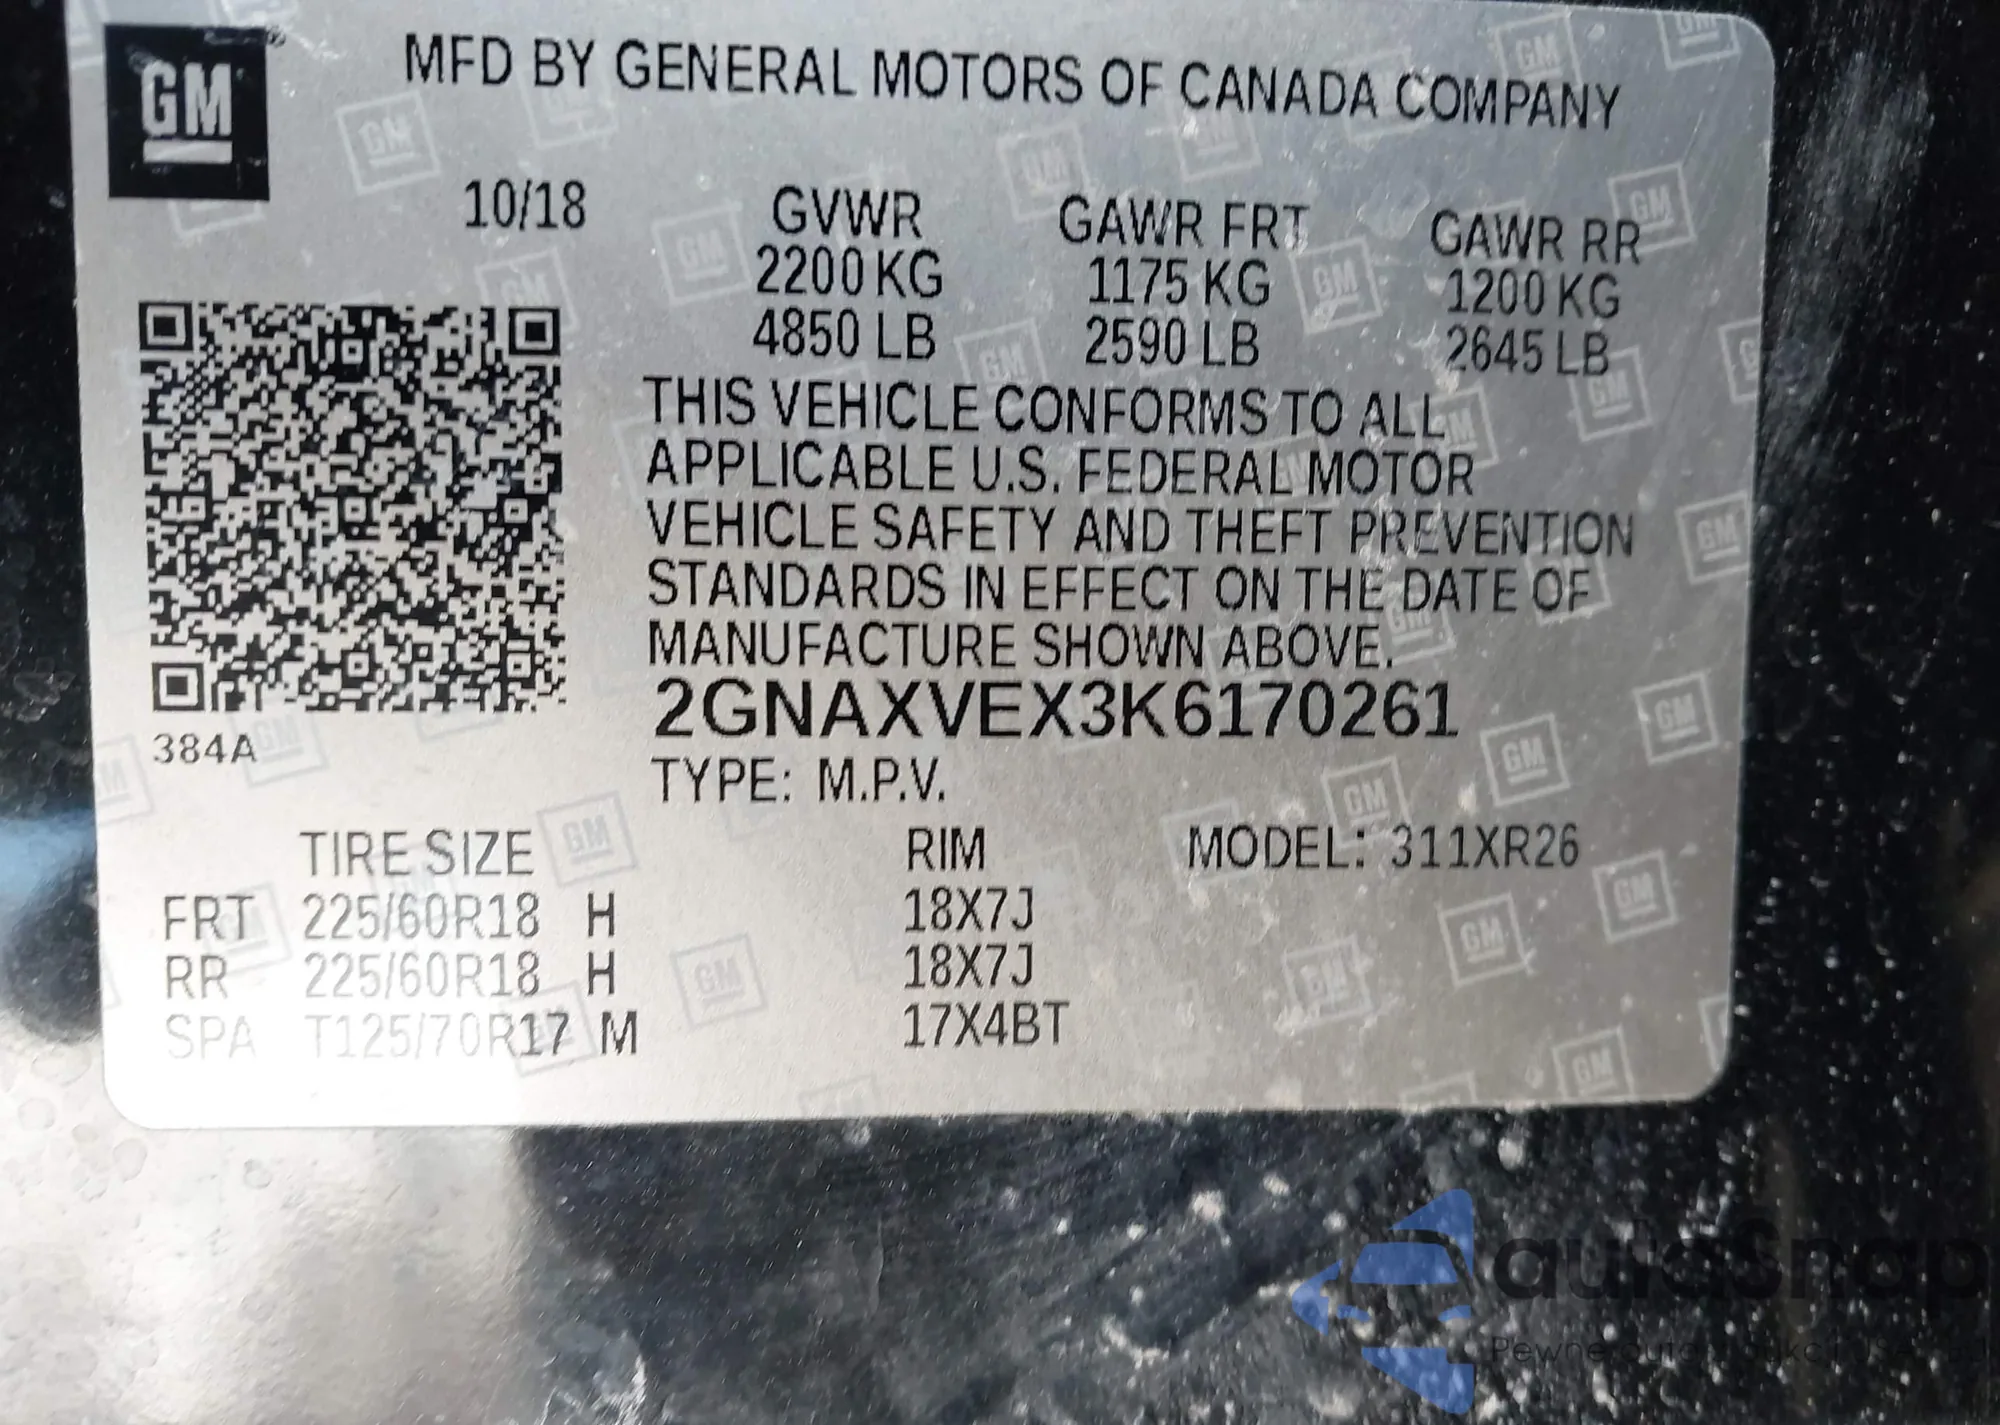 GM
MFD BY GENERAL MOTORS OF CANADA COMPANY
10/18 GVWR GAWR FRT GAWR RR
2200 KG 1175 KG 1200 KG
4850 LB 2590 LB 2645 LB
THIS VEHICLE CONFORMS TO ALL
APPLICABLE U.S. FEDERAL MOTOR
VEHICLE SAFETY AND THEFT PREVENTION
STANDARDS IN EFFECT ON THE DATE OF
MANUFACTURE SHOWN ABOVE.
2GNAXVEX3K6170261
384A
TYPE: M.P.V.
TIRE SIZE RIM MODEL: 311XR26
FRT 225/60R18 H 18X7J
RR 225/60R18 H 18X7J
SPA T125/70R17 M 17X4BT
autosnap
Pewne